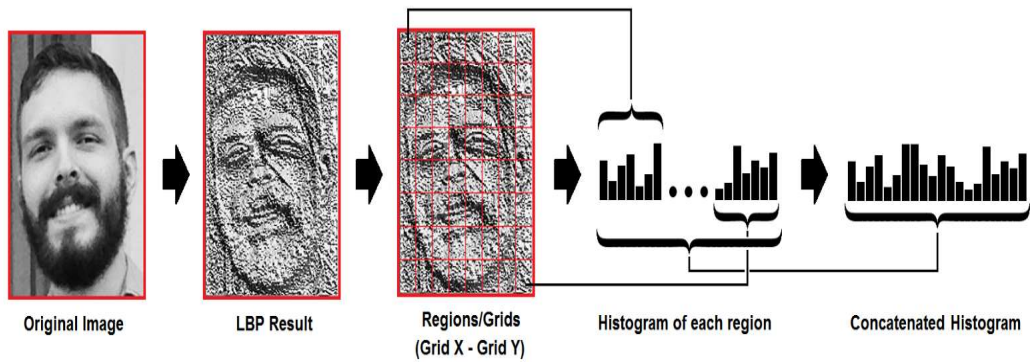 Original Image
LBP Result
Regions/Grids
(Grid X - Grid Y)
Histogram of each region
Concatenated Histogram